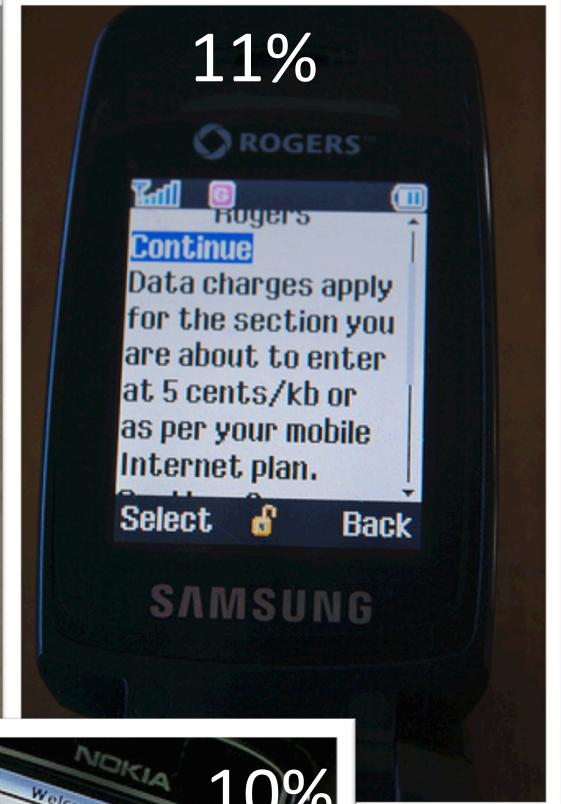 11%
ROGERS
Rogers
Continue
Data charges apply
for the section you
are about to enter
at 5 cents/kb or
as per your mobile
Internet plan.
Select Back
SAMSUNG
NOKIA
10%